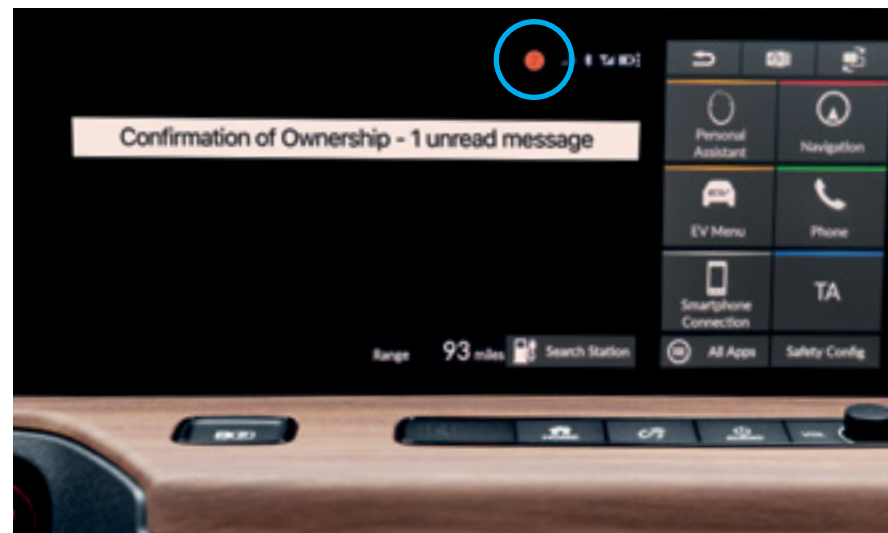 Confirmation of Ownership - 1 unread message
Personal
Assistant
Navigation
EV Menu
Phone
Smartphone
Connection
TA
Range 93 miles Search Station
All Apps
Safety Config
VOL